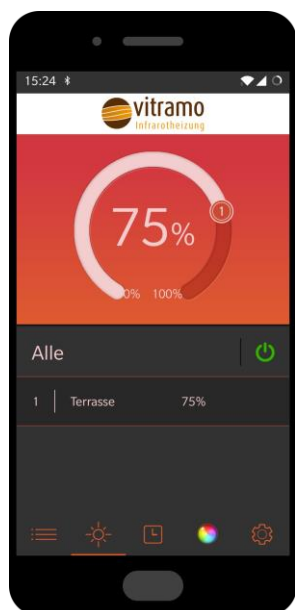 15:24
vitramo
Infrarotheizung
1
75%
0% 100%
Alle
1 Terrasse 75%